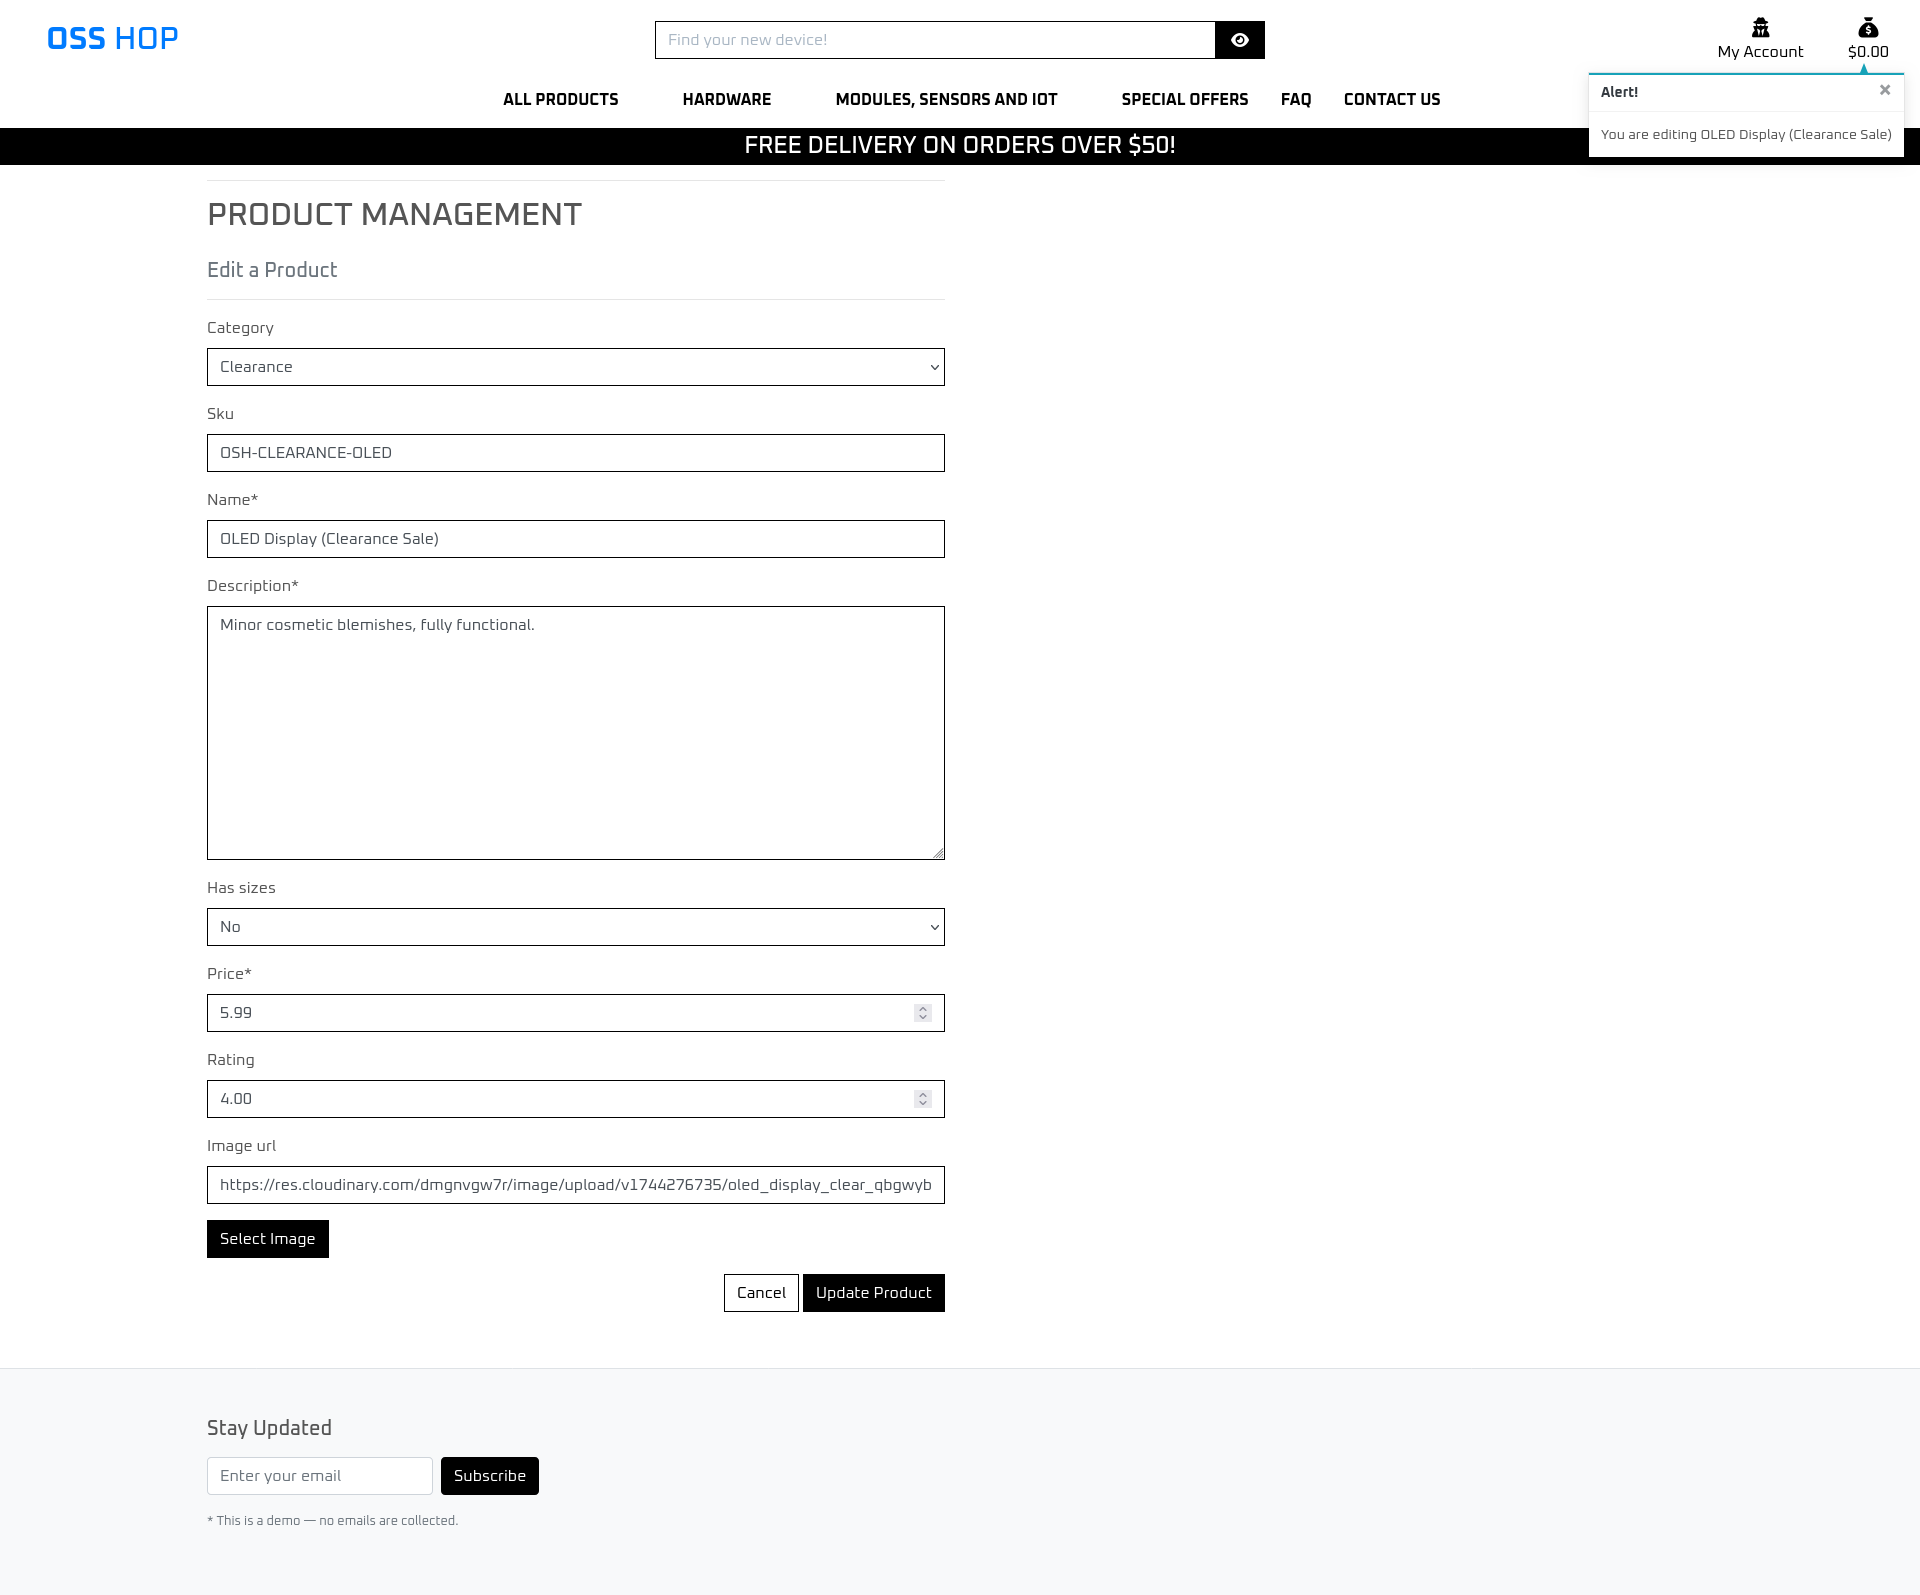 OSS HOP
Find your new device!
My Account
$0.00
ALL PRODUCTS
HARDWARE
MODULES, SENSORS AND IOT
SPECIAL OFFERS
FAQ
CONTACT US
Alert!
×
You are editing OLED Display (Clearance Sale)
FREE DELIVERY ON ORDERS OVER $50!
PRODUCT MANAGEMENT
Edit a Product
Category
Clearance
Sku
OSH-CLEARANCE-OLED
Name*
OLED Display (Clearance Sale)
Description*
Minor cosmetic blemishes, fully functional.
Has sizes
No
Price*
5.99
Rating
4.00
Image url
https://res.cloudinary.com/dmgnvgw7r/image/upload/v1744276735/oled_display_clear_qbgwyb
Select Image
Cancel
Update Product
Stay Updated
Enter your email
Subscribe
* This is a demo — no emails are collected.